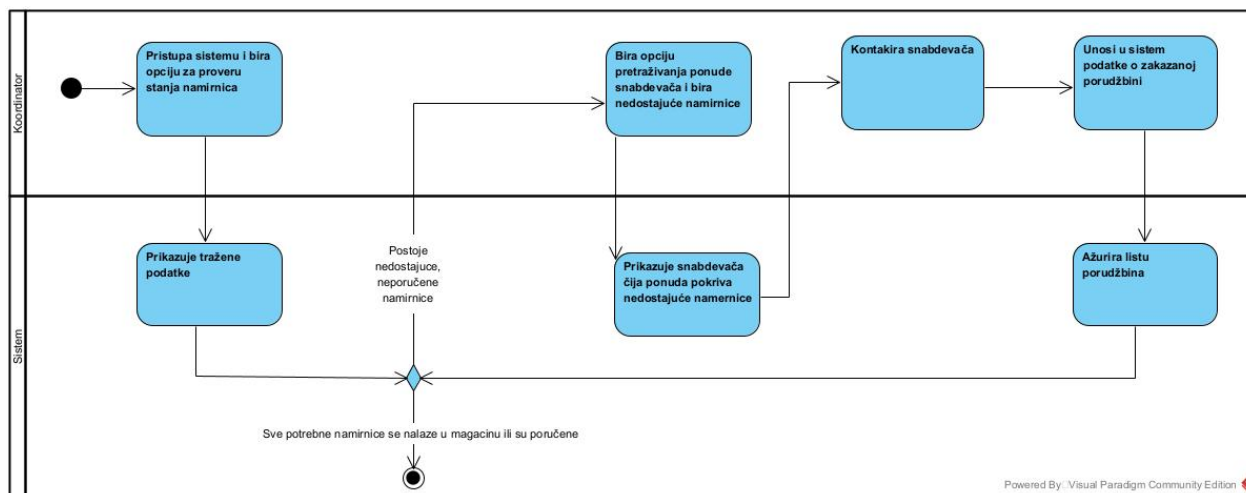 Koordinator
Pristupa sistemu i bira
opciju za proveru
stanja namirnica
Bira opciju
pretraživanja ponude
snabdevača i bira
nedostajuće namirnice
Kontakira snabdevača
Unosi u sistem
podatke o zakazanoj
porudžbini
Sistem
Prikazuje tražene
podatke
Postoje
nedostajuce,
neporučene
namirnice
Prikazuje snabdevača
čija ponuda pokriva
nedostajuće namernice
Ažurira listu
porudžbina
Sve potrebne namirnice se nalaze u magacinu ili su poručene
Powered By Visual Paradigm Community Edition